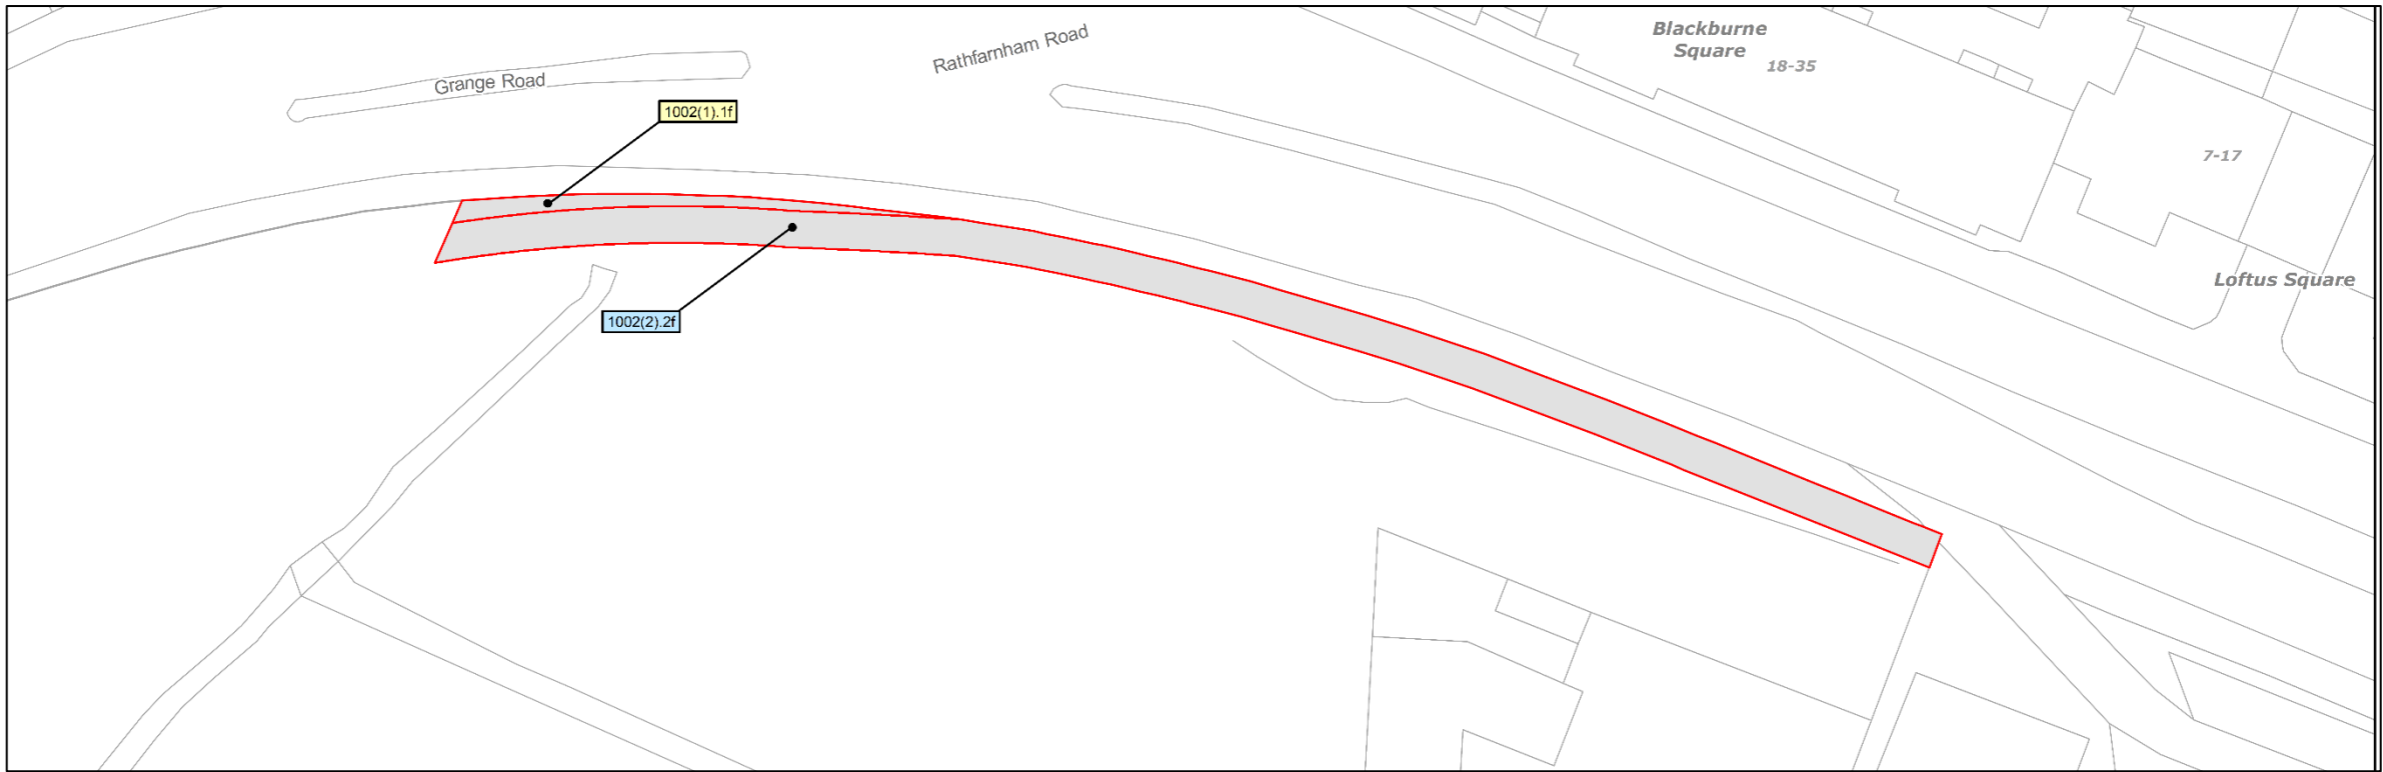 Grange Road
Rathfarnham Road
Blackburne
Square
18-35
1002(1).1f
7-17
Loftus Square
1002(2).2f